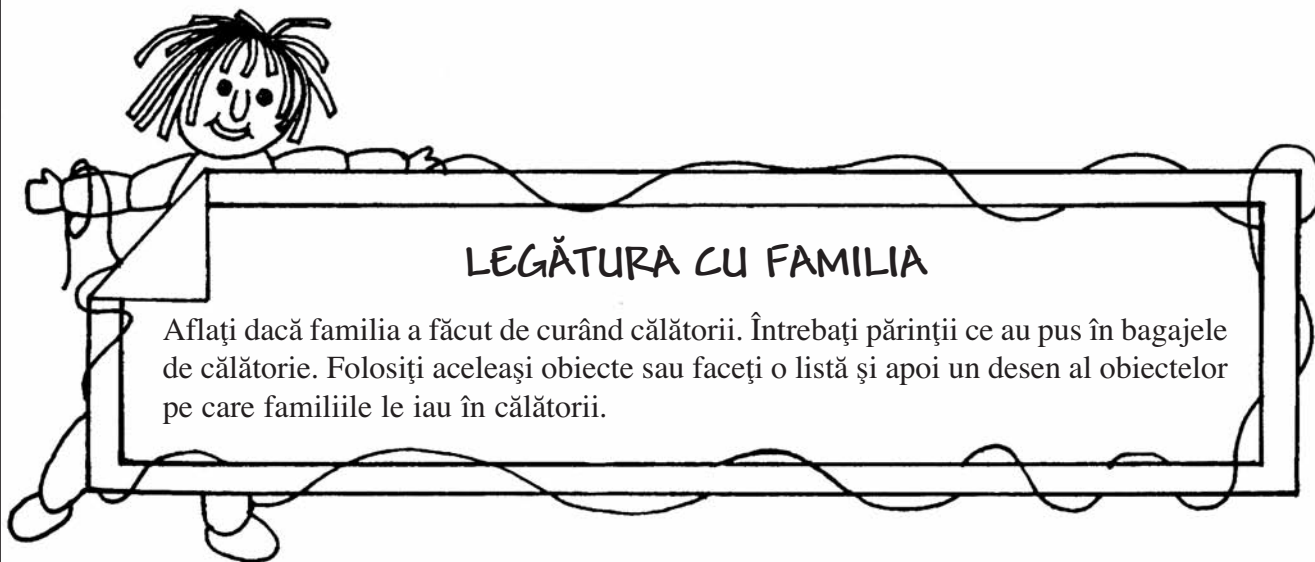 LEGĂTURA CU FAMILIA
Aflaţi dacă familia a făcut de curând călătorii. Întrebaţi părinţii ce au pus în bagajele
de călătorie. Folosiţi aceleaşi obiecte sau faceţi o listă şi apoi un desen al obiectelor
pe care familiile le iau în călătorii.